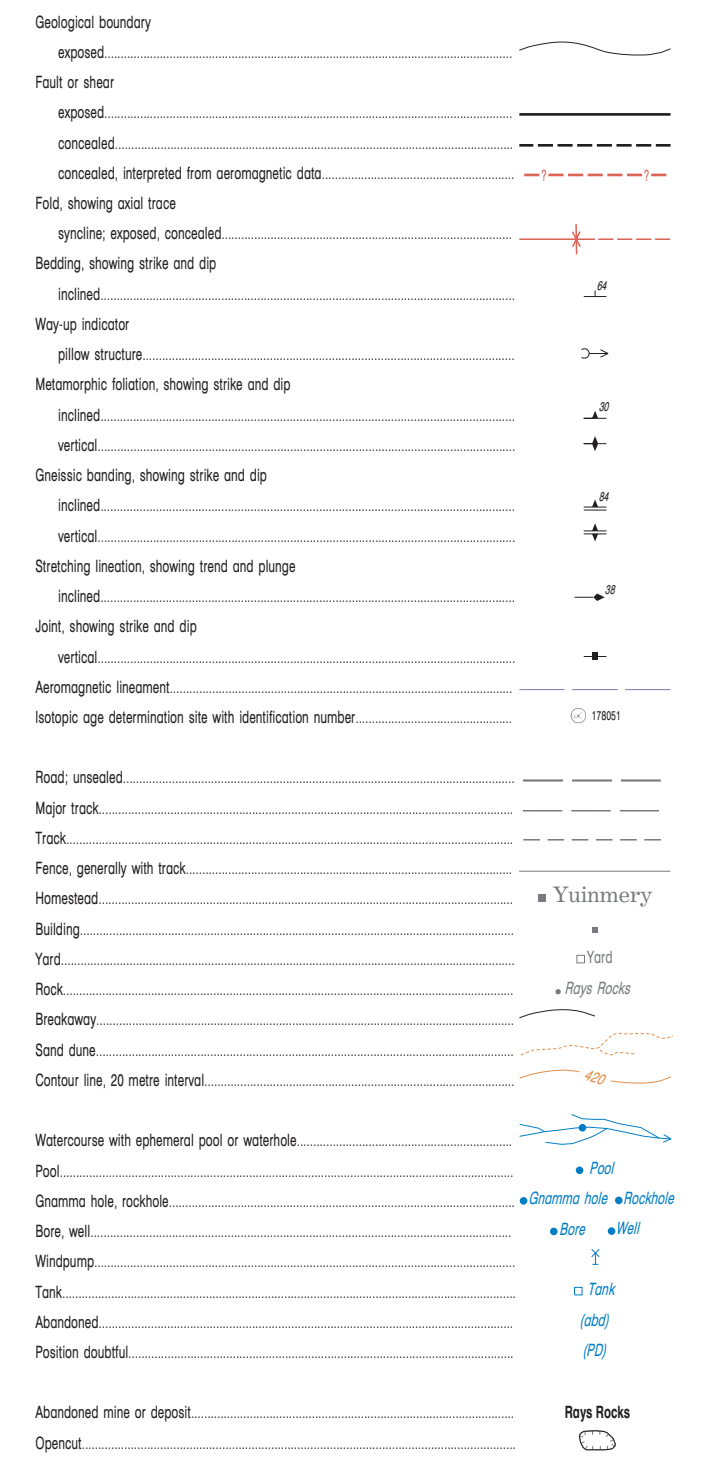 Geological boundary
exposed
Fault or shear
exposed
concealed
concealed, interpreted from aeromagnetic data ? ?
Fold, showing axial trace
syncline; exposed, concealed
Bedding, showing strike and dip
inclined 64
Way-up indicator
pillow structure
Metamorphic foliation, showing strike and dip
inclined 30
vertical
Gneissic banding, showing strike and dip
inclined 84
vertical
Stretching lineation, showing trend and plunge
inclined 38
Joint, showing strike and dip
vertical
Aeromagnetic lineament
Isotopic age determination site with identification number 178051
Road; unsealed
Major track
Track
Fence, generally with track
Homestead Yuinmery
Building
Yard Yard
Rock Rays Rocks
Breakaway
Sand dune
Contour line, 20 metre interval 420
Watercourse with ephemeral pool or waterhole
Pool Pool
Gnamma hole, rockhole Gnamma hole Rockhole
Bore, well Bore Well
Windpump
Tank Tank
Abandoned (abd)
Position doubtful (PD)
Abandoned mine or deposit Rays Rocks
Opencut